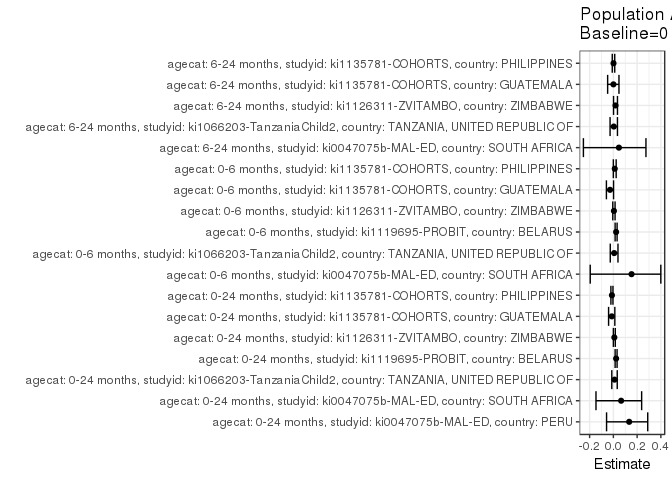 Population
Baseline=0
agecat: 6-24 months, studyid: ki1135781-COHORTS, country: PHILIPPINES
agecat: 6-24 months, studyid: ki1135781-COHORTS, country: GUATEMALA
agecat: 6-24 months, studyid: ki1126311-ZVITAMBO, country: ZIMBABWE
agecat: 6-24 months, studyid: ki1066203-TanzaniaChild2, country: TANZANIA, UNITED REPUBLIC OF
agecat: 6-24 months, studyid: ki0047075b-MAL-ED, country: SOUTH AFRICA
agecat: 0-6 months, studyid: ki1135781-COHORTS, country: PHILIPPINES
agecat: 0-6 months, studyid: ki1135781-COHORTS, country: GUATEMALA
agecat: 0-6 months, studyid: ki1126311-ZVITAMBO, country: ZIMBABWE
agecat: 0-6 months, studyid: ki1119695-PROBIT, country: BELARUS
agecat: 0-6 months, studyid: ki1066203-TanzaniaChild2, country: TANZANIA, UNITED REPUBLIC OF
agecat: 0-6 months, studyid: ki0047075b-MAL-ED, country: SOUTH AFRICA
agecat: 0-24 months, studyid: ki1135781-COHORTS, country: PHILIPPINES
agecat: 0-24 months, studyid: ki1135781-COHORTS, country: GUATEMALA
agecat: 0-24 months, studyid: ki1126311-ZVITAMBO, country: ZIMBABWE
agecat: 0-24 months, studyid: ki1119695-PROBIT, country: BELARUS
agecat: 0-24 months, studyid: ki1066203-TanzaniaChild2, country: TANZANIA, UNITED REPUBLIC OF
agecat: 0-24 months, studyid: ki0047075b-MAL-ED, country: SOUTH AFRICA
agecat: 0-24 months, studyid: ki0047075b-MAL-ED, country: PERU
-0.2 0.0 0.2 0.4
Estimate